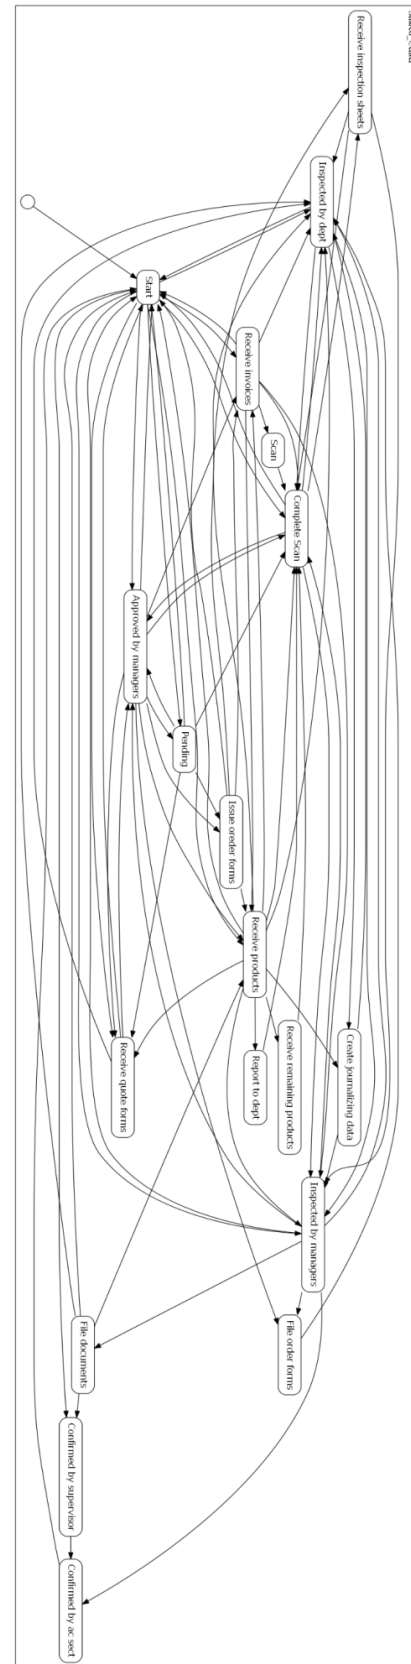 Receive inspection sheets
Inspected by dept
Start
Receive invoices
Scan
Complete Scan
Approved by managers
Pending
Issue oreder forms
Receive products
Receive remaining products
Create journalizing data
Report to dept
Receive quote forms
Inspected by managers
File order forms
File documents
Confirmed by supervisor
Confirmed by ac sect